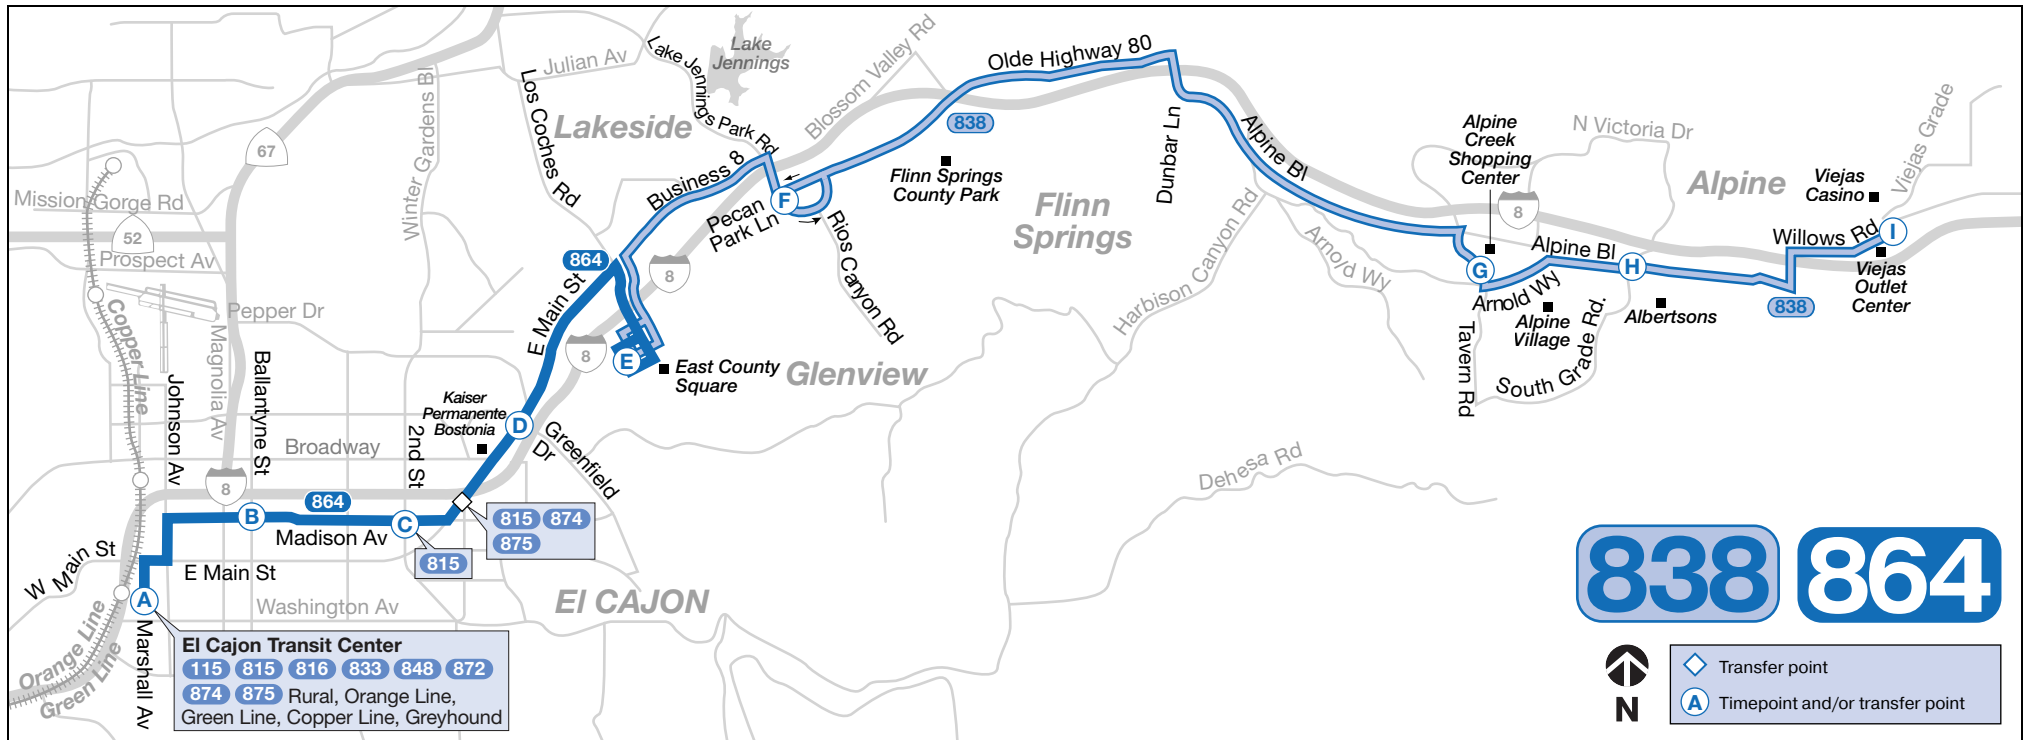 Julian Av
Lake Jennings Park Rd
Lake
Jennings
Blossom Valley Rd
Olde Highway 80
Los Coches Rd
Lakeside
838
Winter Gardens Bl
67
Mission Gorge Rd
52
Prospect Av
Business 8
Pecan
Park Ln
F
Rios Canyon Rd
Flinn Springs
County Park
Flinn
Springs
Dunbar Ln
Alpine Bl
Harbison Canyon Rd
Arnold Wy
Alpine
Creek
Shopping
Center
8
N Victoria Dr
Alpine
Viejas
Casino
Viejas Grade
Willows Rd
I
Viejas
Outlet
Center
838
Alpine Bl
H
G
Arnold Wy
Alpine
Village
Albertsons
South Grade Rd.
Tavern Rd
864
8
E Main St
8
E
East County
Square
Glenview
Copper Line
Pepper Dr
Magnolia Av
Johnson Av
Ballantyne St
Kaiser
Permanente
Bostonia
D
2nd St
Broadway
Greenfield
Dr
Dehesa Rd
8
864
B
Madison Av
C
815 874
875
815
W Main St
E Main St
Washington Av
A
Marshall Av
Orange Line
Green Line
El CAJON
El Cajon Transit Center
115 815 816 833 848 872
874 875 Rural, Orange Line,
Green Line, Copper Line, Greyhound
838 864
N
Transfer point
A Timepoint and/or transfer point